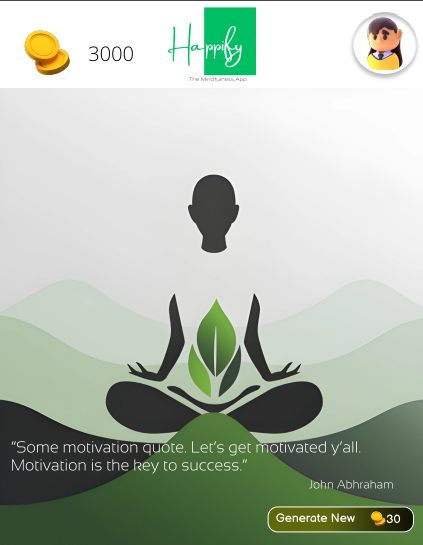 3000
Happify
The Mindfulness App
“Some motivation quote. Let’s get motivated y’all.
Motivation is the key to success.”
John Abhraham
Generate New 30